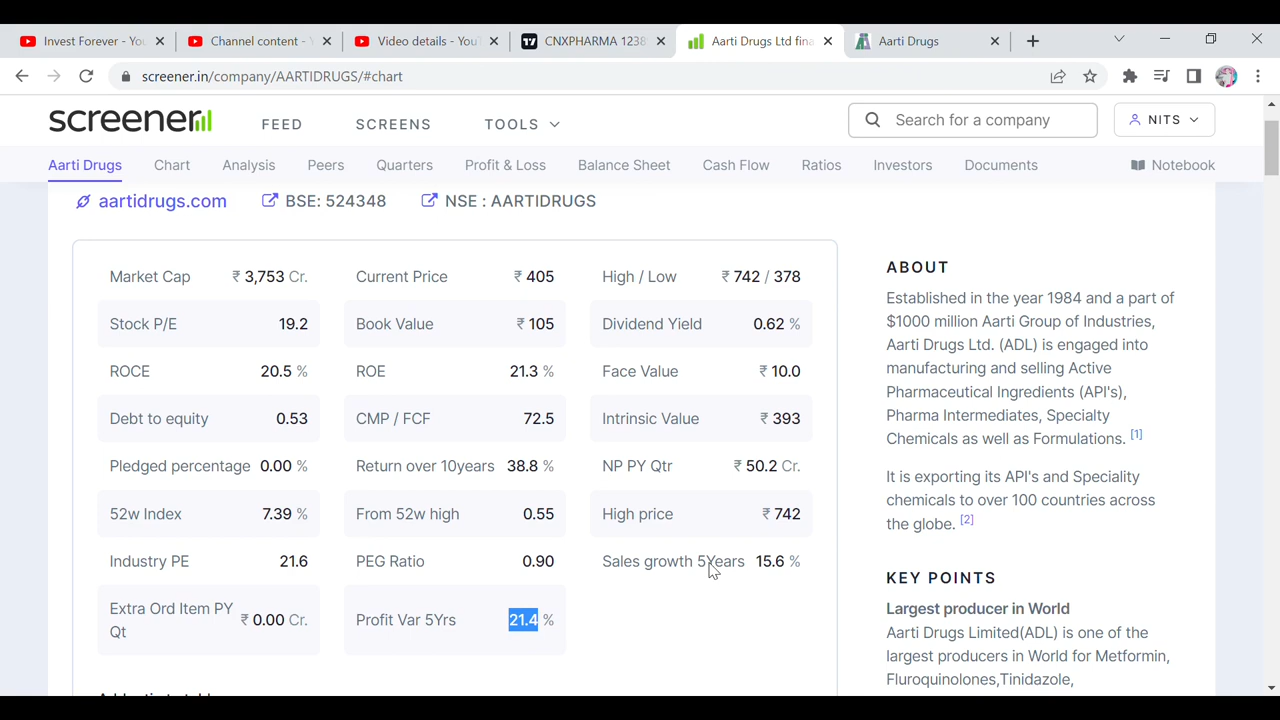 Invest Forever - You
Channel content - Y
Video details - YouT
CNXPHARMA 1238
Aarti Drugs Ltd fina
Aarti Drugs
screener.in/company/AARTIDRUGS/#chart
screener
FEED
SCREENS
TOOLS
Search for a company
NITS
Aarti Drugs
Chart
Analysis
Peers
Quarters
Profit & Loss
Balance Sheet
Cash Flow
Ratios
Investors
Documents
Notebook
aartidrugs.com
BSE: 524348
NSE : AARTIDRUGS
Market Cap ₹ 3,753 Cr.
Current Price ₹ 405
High / Low ₹ 742 / 378
Stock P/E 19.2
Book Value ₹ 105
Dividend Yield 0.62 %
ROCE 20.5 %
ROE 21.3 %
Face Value ₹ 10.0
Debt to equity 0.53
CMP / FCF 72.5
Intrinsic Value ₹ 393
Pledged percentage 0.00 %
Return over 10years 38.8 %
NP PY Qtr ₹ 50.2 Cr.
52w Index 7.39 %
From 52w high 0.55
High price ₹ 742
Industry PE 21.6
PEG Ratio 0.90
Sales growth 5Years 15.6 %
Extra Ord Item PY
Qt ₹ 0.00 Cr.
Profit Var 5Yrs 21.4 %
ABOUT
Established in the year 1984 and a part of
$1000 million Aarti Group of Industries,
Aarti Drugs Ltd. (ADL) is engaged into
manufacturing and selling Active
Pharmaceutical Ingredients (API's),
Pharma Intermediates, Specialty
Chemicals as well as Formulations. [1]
It is exporting its API's and Speciality
chemicals to over 100 countries across
the globe. [2]
KEY POINTS
Largest producer in World
Aarti Drugs Limited(ADL) is one of the
largest producers in World for Metformin,
Fluroquinolones,Tinidazole,